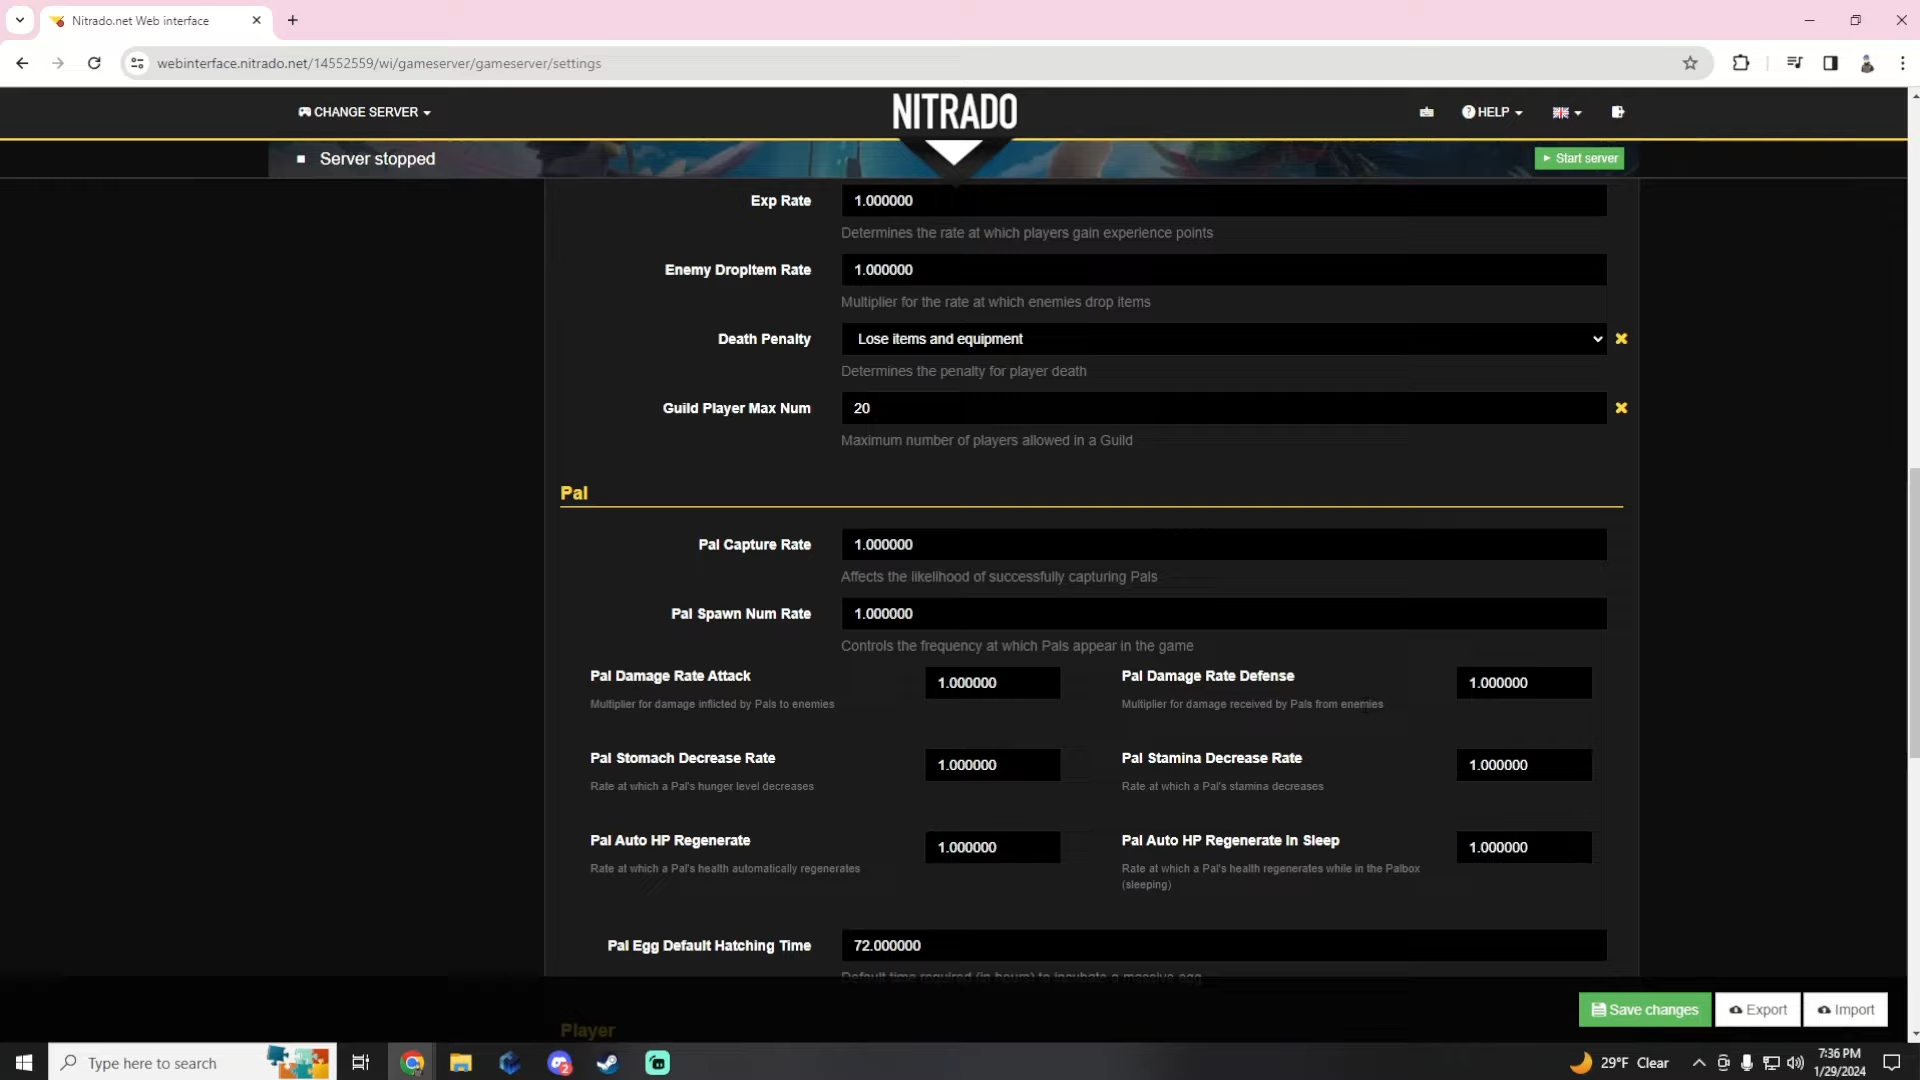 Nitrado.net Web interface
webinterface.nitrado.net/14552559/wi/gameserver/gameserver/settings
CHANGE SERVER
NITRADO
HELP
Server stopped
Start server
Exp Rate
1.000000
Determines the rate at which players gain experience points
Enemy DropItem Rate
1.000000
Multiplier for the rate at which enemies drop items
Death Penalty
Lose items and equipment
Determines the penalty for player death
Guild Player Max Num
20
Maximum number of players allowed in a Guild
Pal
Pal Capture Rate
1.000000
Affects the likelihood of successfully capturing Pals
Pal Spawn Num Rate
1.000000
Controls the frequency at which Pals appear in the game
Pal Damage Rate Attack
1.000000
Multiplier for damage inflicted by Pals to enemies
Pal Damage Rate Defense
1.000000
Multiplier for damage received by Pals from enemies
Pal Stomach Decrease Rate
1.000000
Rate at which a Pal's hunger level decreases
Pal Stamina Decrease Rate
1.000000
Rate at which a Pal's stamina decreases
Pal Auto HP Regenerate
1.000000
Rate at which a Pal's health automatically regenerates
Pal Auto HP Regenerate In Sleep
1.000000
Rate at which a Pal's health regenerates while in the Palbox
(sleeping)
Pal Egg Default Hatching Time
72.000000
Default time required (in hours) to incubate a massive egg
Player
Save changes
Export
Import
Type here to search
29°F Clear
7:36 PM
1/29/2024